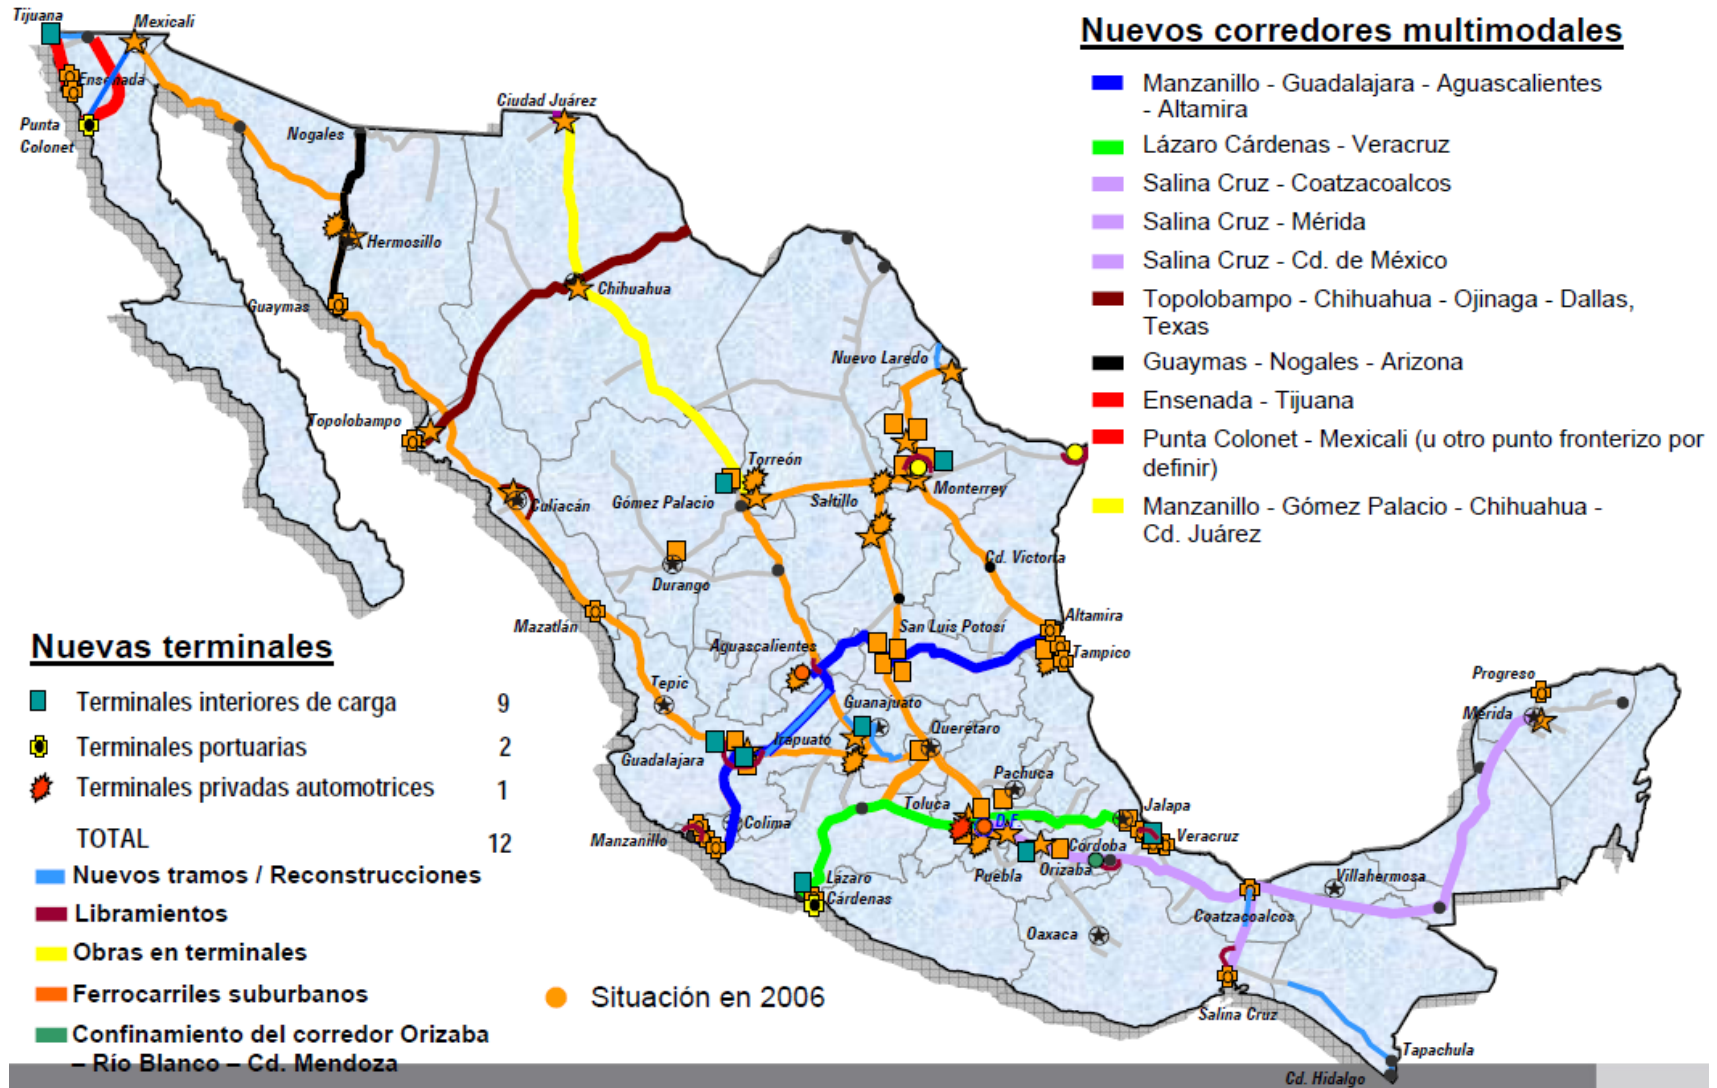 Tijuana
Mexicali
Ensenada
Punta
Colonet
Nogales
Ciudad Juárez
Hermosillo
Guaymas
Chihuahua
Nuevo Laredo
Topolobampo
Torreón
Gómez Palacio
Saltillo
Monterrey
Culiacán
Durango
Cd. Victoria
Mazatlán
San Luis Potosí
Altamira
Tampico
Aguascalientes
Tepic
Guanajuato
Irapuato
Querétaro
Guadalajara
Pachuca
Toluca
D.F.
Jalapa
Veracruz
Manzanillo
Colima
Córdoba
Puebla
Orizaba
Lázaro
Cárdenas
Oaxaca
Coatzacoalcos
Villahermosa
Progreso
Mérida
Salina Cruz
Tapachula
Cd. Hidalgo
Nuevos corredores multimodales
Manzanillo - Guadalajara - Aguascalientes
- Altamira
Lázaro Cárdenas - Veracruz
Salina Cruz - Coatzacoalcos
Salina Cruz - Mérida
Salina Cruz - Cd. de México
Topolobampo - Chihuahua - Ojinaga - Dallas,
Texas
Guaymas - Nogales - Arizona
Ensenada - Tijuana
Punta Colonet - Mexicali (u otro punto fronterizo por
definir)
Manzanillo - Gómez Palacio - Chihuahua -
Cd. Juárez
Nuevas terminales
Terminales interiores de carga 9
Terminales portuarias 2
Terminales privadas automotrices 1
TOTAL 12
Nuevos tramos / Reconstrucciones
Libramientos
Obras en terminales
Ferrocarriles suburbanos
Confinamiento del corredor Orizaba
– Río Blanco – Cd. Mendoza
Situación en 2006